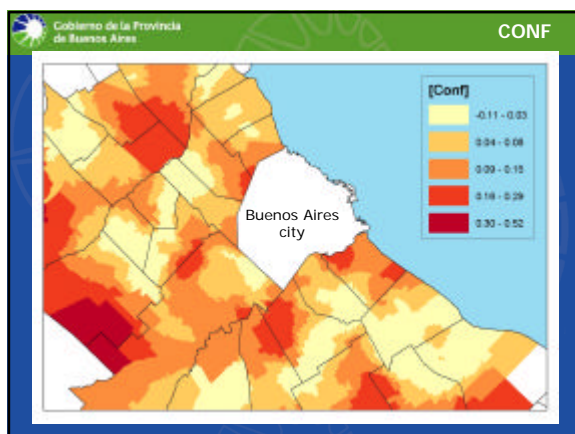 Gobierno de la Provincia
de Buenos Aires
CONF
[Conf]
-0.11 - 0.03
0.04 - 0.08
0.09 - 0.15
0.16 - 0.29
0.30 - 0.52
Buenos Aires
city